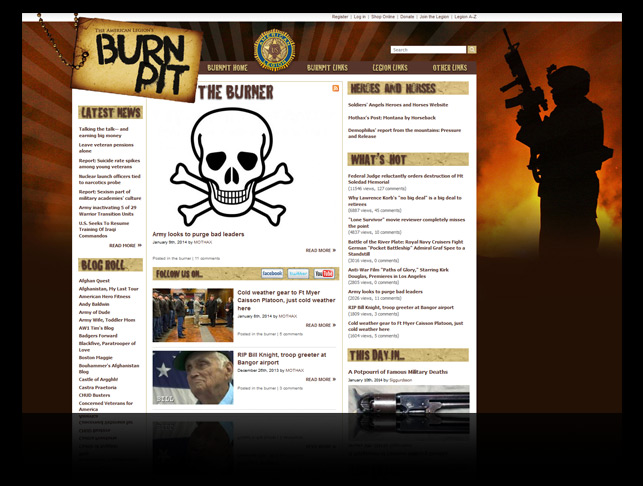 Register | Log in | Shop Online | Donate | Join the Legion | Legion A-Z
THE AMERICAN LEGION'S
BURN
PIT
Search
BURNPIT HOME
BURNPIT LINKS
LEGION LINKS
OTHER LINKS
LATEST NEWS
Talking the talk-- and
earning big money
Leave veteran pensions
alone
Report: Suicide rate spikes
among young veterans
Nuclear launch officers tied
to narcotics probe
Report: Sexism part of
military academies' culture
Army inactivating 5 of 29
Warrior Transition Units
U.S. Seeks To Resume
Training Of Iraqi
Commandos
READ MORE »
BLOG ROLL
Afghan Quest
Afghanistan, My Last Tour
American Hero Fitness
Andy Baldwin
Army of Dude
Army Wife, Toddler Mom
AW1 Tim's Blog
Badgers Forward
Blackfive, Paratrooper of
Love
Boston Maggie
Bouhammer's Afghanistan
Blog
Castle of Argghh!
Castra Praetoria
CHUD Busters
Concerned Veterans for
America
THE BURNER
Army looks to purge bad leaders
January 9th, 2014 by MOTHAX
READ MORE »
Posted in the burner | 11 comments
FOLLOW US ON...
facebook
twitter
YouTube
Cold weather gear to Ft Myer
Caisson Platoon, just cold weather
here
January 8th, 2014 by MOTHAX
READ MORE »
Posted in the burner | 5 comments
BILL
RIP Bill Knight, troop greeter at
Bangor airport
December 26th, 2013 by MOTHAX
READ MORE »
Posted in the burner | 3 comments
HEROES AND HORSES
Soldiers' Angels Heroes and Horses Website
Mothax's Post: Montana by Horseback
Demophilus' report from the mountains: Pressure
and Release
WHAT'S HOT
Federal Judge reluctantly orders destruction of Mt
Soledad Memorial
(11546 views, 127 comments)
Why Lawrence Korb's "no big deal" is a big deal to
retirees
(6867 views, 41 comments)
"Lone Survivor" movie reviewer completely misses
the point
(4837 views, 10 comments)
Battle of the River Plate: Royal Navy Cruisers Fight
German "Pocket Battleship" Admiral Graf Spee to a
Standstill
(3016 views, 0 comments)
Anti-War Film "Paths of Glory," Starring Kirk
Douglas, Premieres in Los Angeles
(2805 views, 0 comments)
Army looks to purge bad leaders
(2026 views, 11 comments)
RIP Bill Knight, troop greeter at Bangor airport
(1809 views, 3 comments)
Cold weather gear to Ft Myer Caisson Platoon, just
cold weather here
(1604 views, 5 comments)
THIS DAY IN...
A Potpourri of Famous Military Deaths
January 10th, 2014 by Siggurdsson